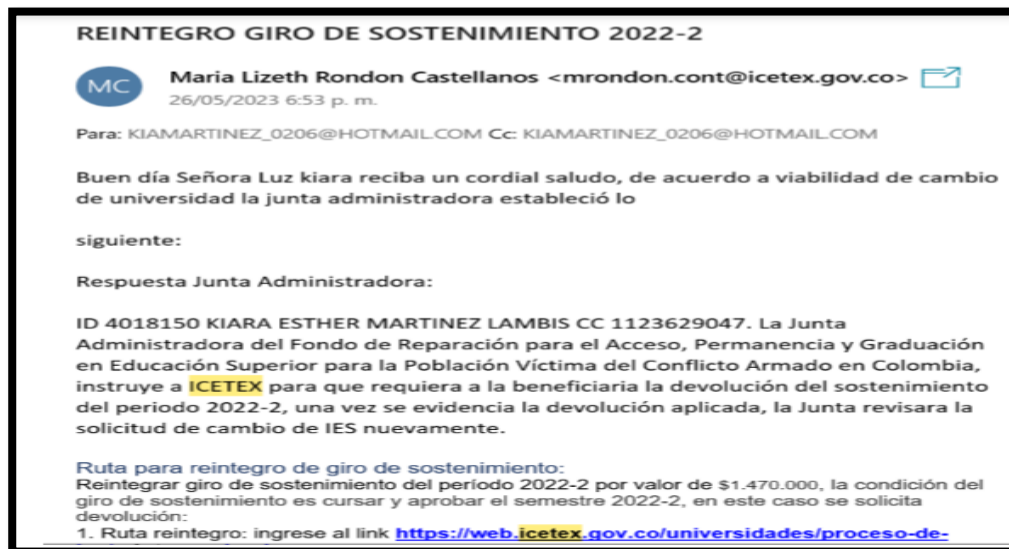 REINTEGRO GIRO DE SOSTENIMIENTO 2022-2
MC
Maria Lizeth Rondon Castellanos <mrondon.cont@icetex.gov.co>
26/05/2023 6:53 p. m.
Para: KIAMARTINEZ_0206@HOTMAIL.COM Cc: KIAMARTINEZ_0206@HOTMAIL.COM
Buen día Señora Luz kiara reciba un cordial saludo, de acuerdo a viabilidad de cambio
de universidad la junta administradora estableció lo
siguiente:
Respuesta Junta Administradora:
ID 4018150 KIARA ESTHER MARTINEZ LAMBIS CC 1123629047. La Junta
Administradora del Fondo de Reparación para el Acceso, Permanencia y Graduación
en Educación Superior para la Población Víctima del Conflicto Armado en Colombia,
instruye a ICETEX para que requiera a la beneficiaria la devolución del sostenimiento
del periodo 2022-2, una vez se evidencia la devolución aplicada, la Junta revisara la
solicitud de cambio de IES nuevamente.
Ruta para reintegro de giro de sostenimiento:
Reintegrar giro de sostenimiento del período 2022-2 por valor de $1.470.000, la condición del
giro de sostenimiento es cursar y aprobar el semestre 2022-2, en este caso se solicita
devolución:
1. Ruta reintegro: ingrese al link https://web.icetex.gov.co/universidades/proceso-de-